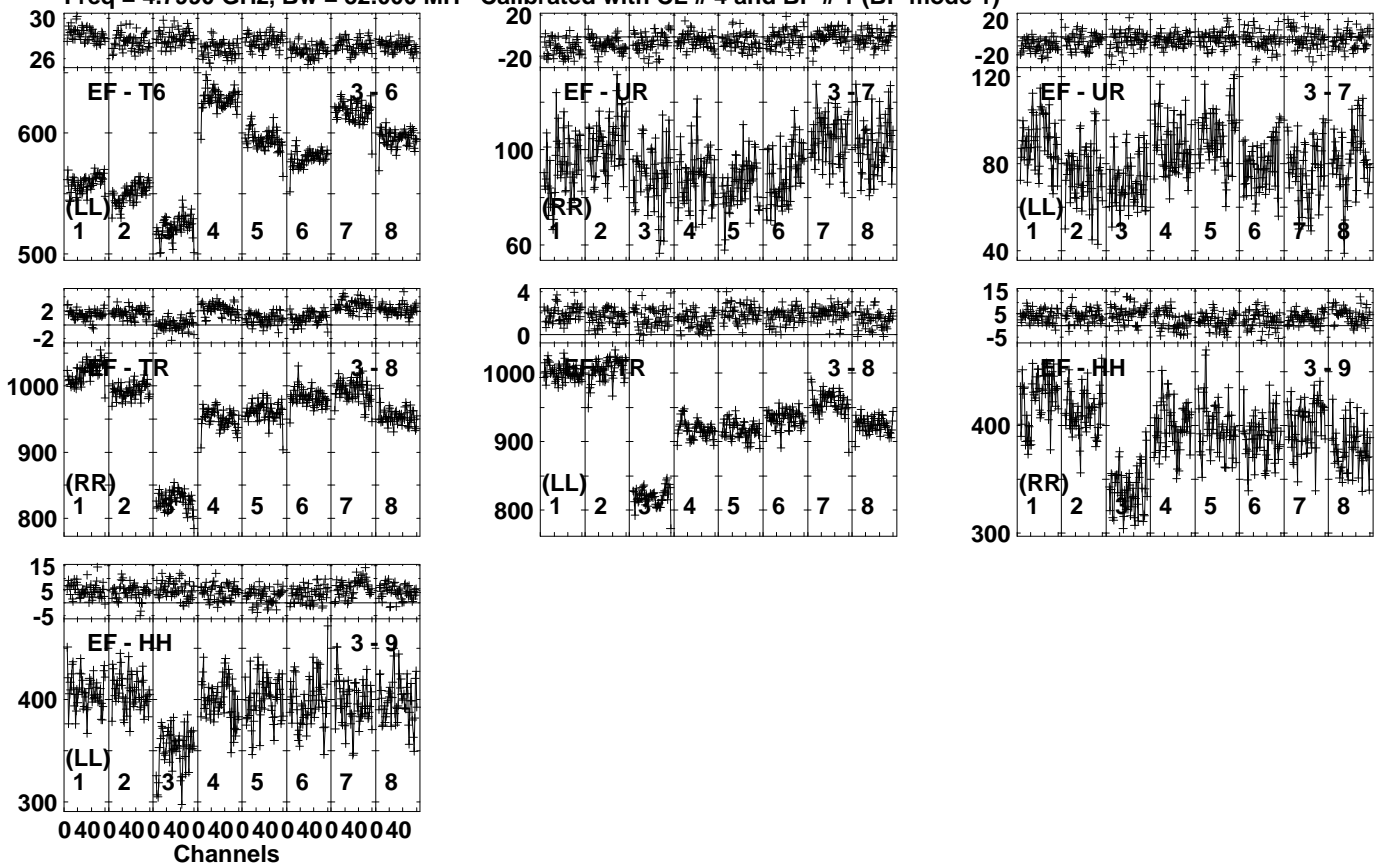 Freq = 4.7990 GHz, Bw = 32.000 MH Calibrated with CL # 4 and BP # 1 (BP mode 1)
30
26
EF - T6 3 - 6
600
500
(LL)
1 2 3 4 5 6 7 8
20
-20
EF - UR 3 - 7
100
60
(RR)
1 2 3 4 5 6 7 8
20
-20
120
EF - UR 3 - 7
80
40
(LL)
1 2 3 4 5 6 7 8
2
-2
EF - TR 3 - 8
1000
900
800
(RR)
1 2 3 4 5 6 7 8
4
0
EF - TR 3 - 8
1000
900
800
(LL)
1 2 3 4 5 6 7 8
15
5
-5
EF - HH 3 - 9
400
300
(RR)
1 2 3 4 5 6 7 8
15
5
-5
EF - HH 3 - 9
400
300
(LL)
1 2 3 4 5 6 7 8
0 40 0 40 0 40 0 40 0 40 0 40 0 40 0 40
Channels